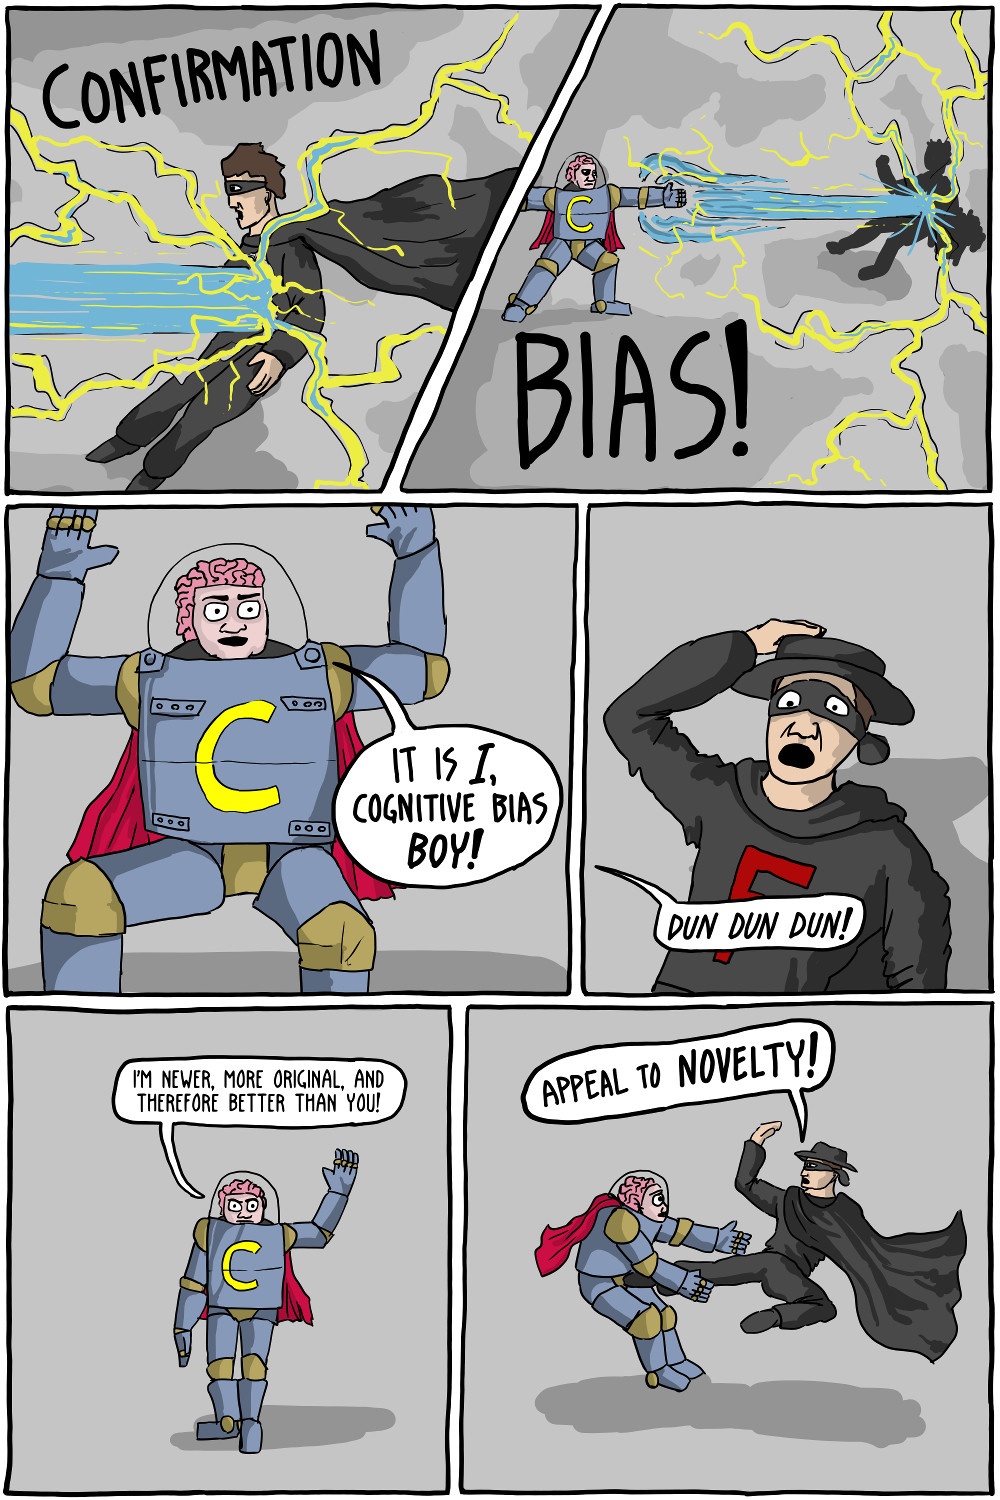 CONFIRMATION
BIAS!
C
IT IS I,
COGNITIVE BIAS
BOY!
C
F
DUN DUN DUN!
I'M NEWER, MORE ORIGINAL, AND
THEREFORE BETTER THAN YOU!
C
APPEAL TO NOVELTY!